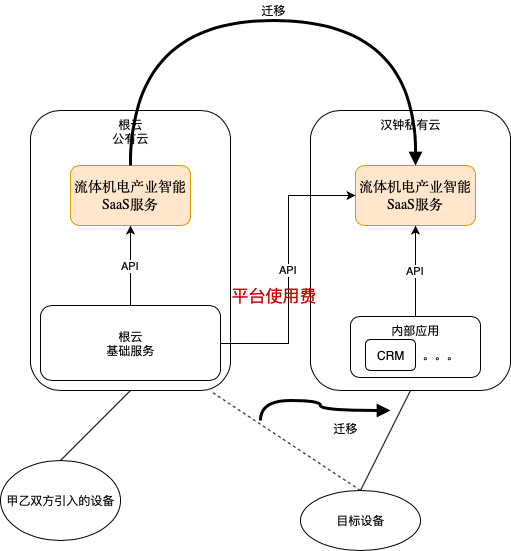 迁移
根云
公有云
汉钟私有云
流体机电产业智能
SaaS服务
流体机电产业智能
SaaS服务
API
API
API
平台使用费
根云
基础服务
内部应用
CRM
。。。
迁移
甲乙双方引入的设备
目标设备